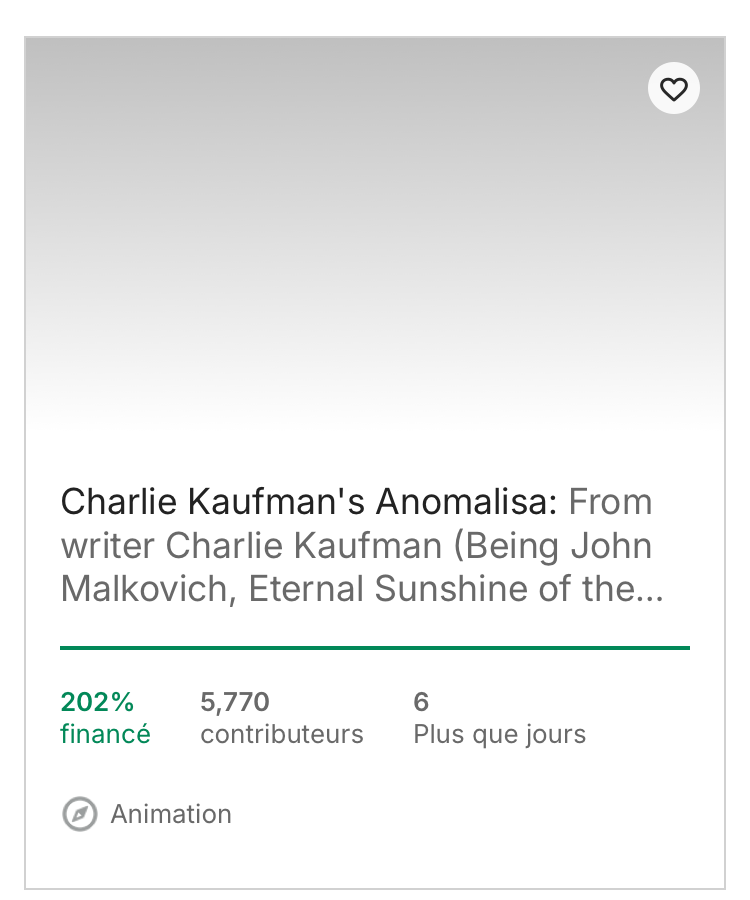 Charlie Kaufman's Anomalisa: From
writer Charlie Kaufman (Being John
Malkovich, Eternal Sunshine of the...
202% 5,770 6
financé contributeurs Plus que jours
Animation